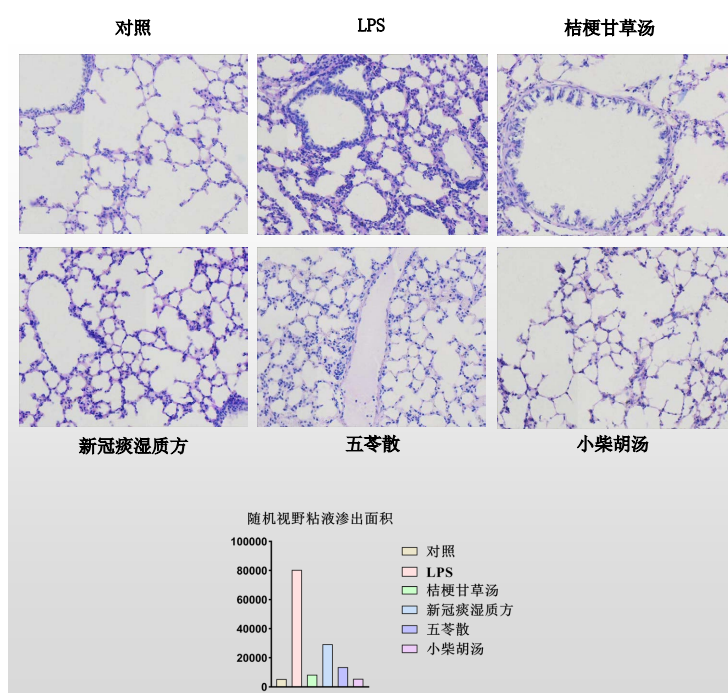 对照
LPS
桔梗甘草汤
新冠痰湿质方
五苓散
小柴胡汤
随机视野粘液渗出面积
100000
80000
60000
40000
20000
0
对照
LPS
桔梗甘草汤
新冠痰湿质方
五苓散
小柴胡汤